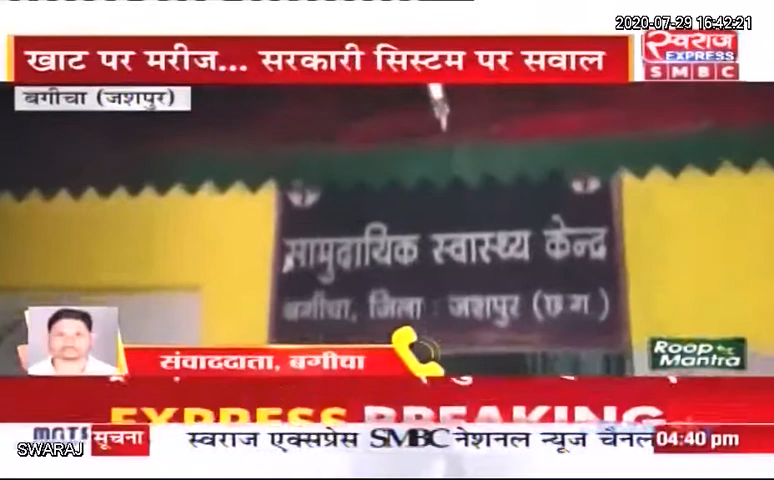 2020-07-29 16:42:21
खाट पर मरीज... सरकारी सिस्टम पर सवाल
स्वराज
EXPRESS
SMBC
बगीचा (जशपुर)
सामुदायिक स्वास्थ्य केन्द्र
बगीचा, जिला : जशपुर (छ.ग.)
संवाददाता, बगीचा
Roop Mantra
EXPRESS BREAKING
सूचना
स्वराज एक्सप्रेस SMBC नेशनल न्यूज चैनल
04:40 pm
SWARAJ